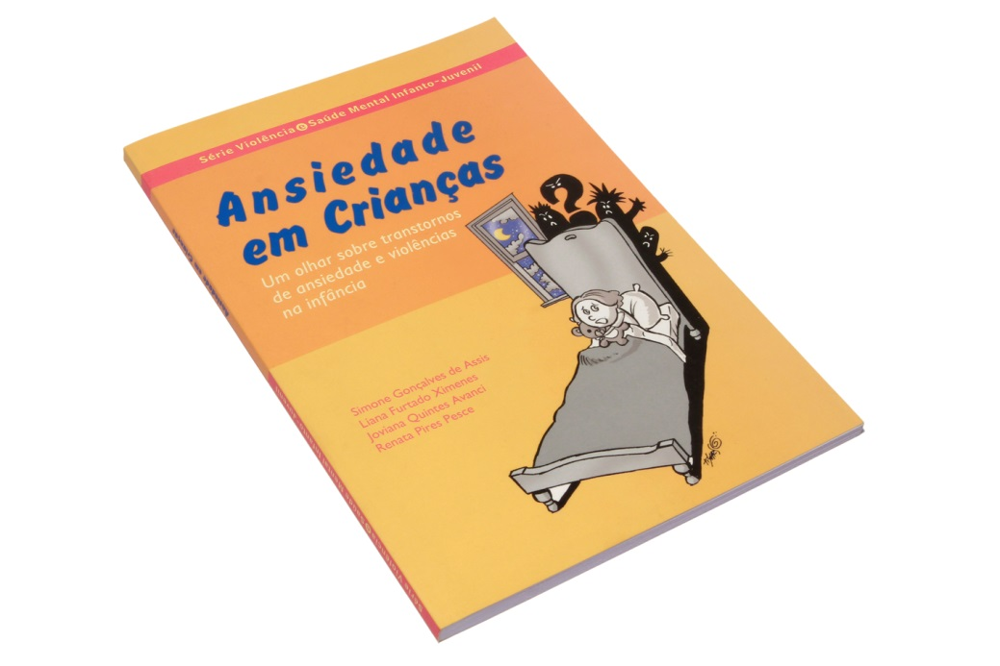 Série Violência e Saúde Mental Infanto-Juvenil
Ansiedade
em Crianças
Um olhar sobre transtornos
de ansiedade e violências
na infância
Simone Gonçalves de Assis
Liana Furtado Ximenes
Joviana Quintes Avanci
Renata Pires Pesce